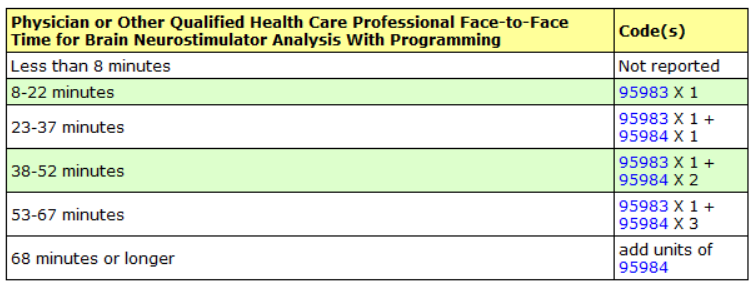 Physician or Other Qualified Health Care Professional Face-to-Face
Time for Brain Neurostimulator Analysis With Programming
Code(s)
Less than 8 minutes
Not reported
8-22 minutes
95983 X 1
23-37 minutes
95983 X 1 +
95984 X 1
38-52 minutes
95983 X 1 +
95984 X 2
53-67 minutes
95983 X 1 +
95984 X 3
68 minutes or longer
add units of
95984